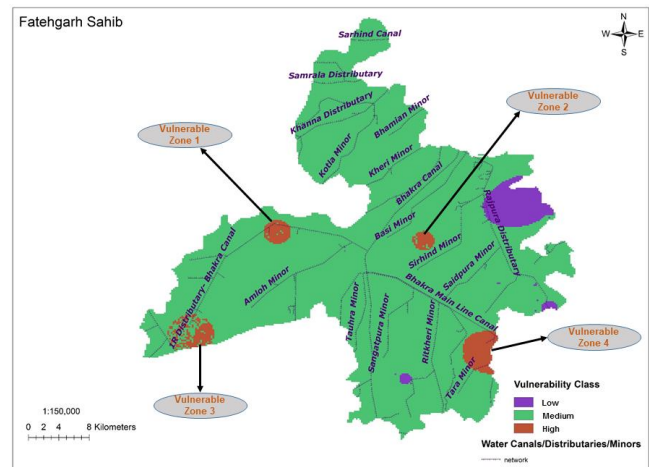 Fatehgarh Sahib
N
W E
S
Sarhind Canal
Samrala Distributary
Khanna Distributary
Bhamian Minor
Kotla Minor
Kheri Minor
Vulnerable
Zone 1
Vulnerable
Zone 2
Bhakra Canal
Basi Minor
Rajpura Distributary
Sirhind Minor
Saidpura Minor
LR Distributary- Bhakra Canal
Amloh Minor
Bhakra Main Line Canal
Tauhra Minor
Sangatpura Minor
Ritkheri Minor
Tara Minor
Vulnerable
Zone 4
Vulnerable
Zone 3
1:150,000
0 2 4 8 Kilometers
Vulnerability Class
Low
Medium
High
Water Canals/Distributaries/Minors
network